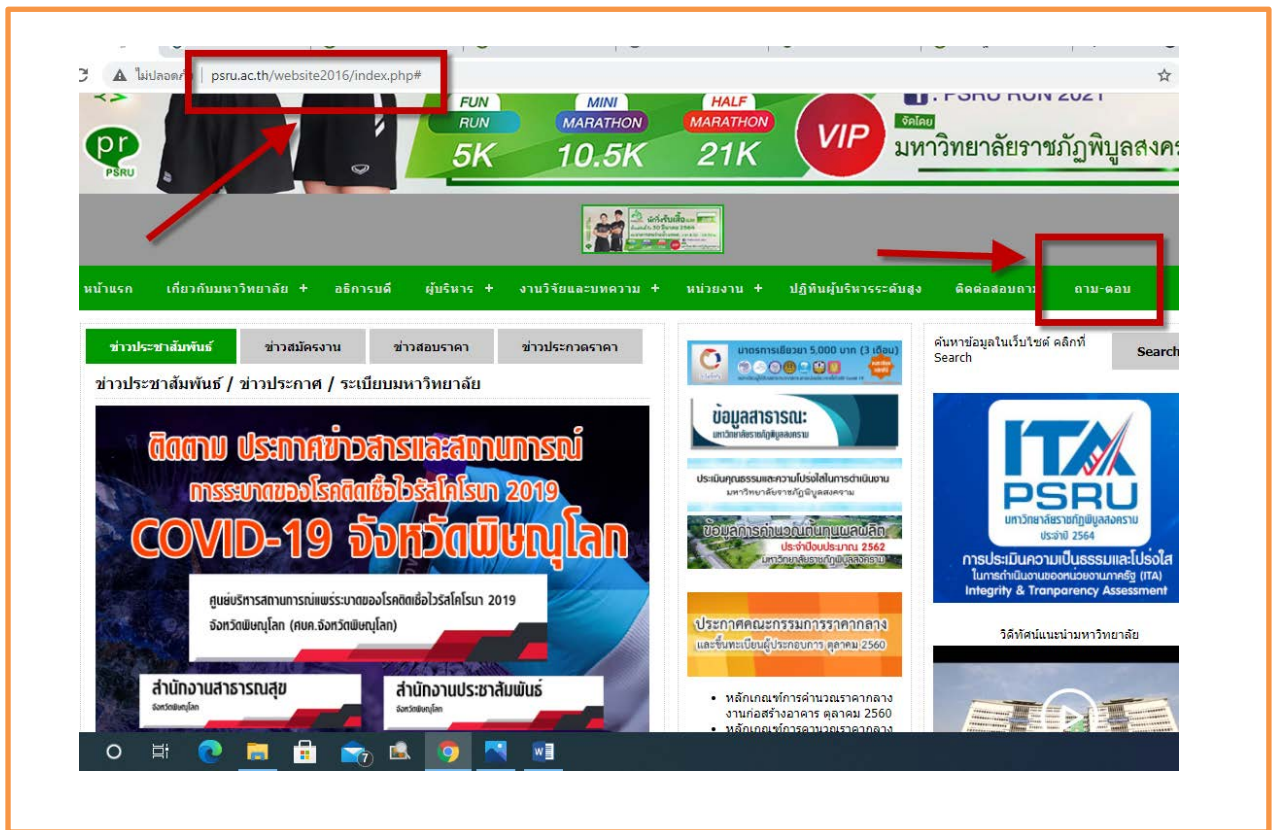 ไม่ปลอดภัย psru.ac.th/website2016/index.php#
pr
PSRU
FUN
RUN
5K
MINI
MARATHON
10.5K
HALF
MARATHON
21K
VIP
: PSRU RUN 2021
จัดโดย
มหาวิทยาลัยราชภัฏพิบูลสงคร
หน้าแรก เกี่ยวกับมหาวิทยาลัย + อธิการบดี ผู้บริหาร + งานวิจัยและบทความ + หน่วยงาน + ปฏิทินผู้บริหารระดับสูง ติดต่อสอบถาม ถาม-ตอบ
ข่าวประชาสัมพันธ์ ข่าวสมัครงาน ข่าวสอบราคา ข่าวประกวดราคา
ข่าวประชาสัมพันธ์ / ข่าวประกาศ / ระเบียบมหาวิทยาลัย
ติดตาม ประกาศข่าวสารและสถานการณ์
การระบาดของโรคติดเชื้อไวรัสโคโรนา 2019
COVID-19 จังหวัดพิษณุโลก
ศูนย์บริหารสถานการณ์แพร่ระบาดของโรคติดเชื้อไวรัสโคโรนา 2019
จังหวัดพิษณุโลก (ศบค.จังหวัดพิษณุโลก)
สำนักงานสาธารณสุข
จังหวัดพิษณุโลก
สำนักงานประชาสัมพันธ์
จังหวัดพิษณุโลก
มาตรการเยียวยา 5,000 บาท (3 เดือน)
ข้อมูลสาธารณะ
มหาวิทยาลัยราชภัฏพิบูลสงคราม
ประเมินคุณธรรมและความโปร่งใสในการดำเนินงาน
มหาวิทยาลัยราชภัฏพิบูลสงคราม
ข้อมูลการคำนวณต้นทุนผลผลิต
ประจำปีงบประมาณ 2562
มหาวิทยาลัยราชภัฏพิบูลสงคราม
ประกาศคณะกรรมการราคากลาง
และขึ้นทะเบียนผู้ประกอบการ ตุลาคม 2560
• หลักเกณฑ์การคำนวณราคากลาง
งานก่อสร้างอาคาร ตุลาคม 2560
• หลักเกณฑ์การคำนวณราคากลาง
ค้นหาข้อมูลในเว็บไซต์ คลิกที่
Search
Search
ITA
PSRU
มหาวิทยาลัยราชภัฏพิบูลสงคราม
ประจำปี 2564
การประเมินความเป็นธรรมและโปร่งใส
ในการดำเนินงานของหน่วยงานภาครัฐ (ITA)
Integrity & Tranparency Assessment
วิดีทัศน์แนะนำมหาวิทยาลัย
7